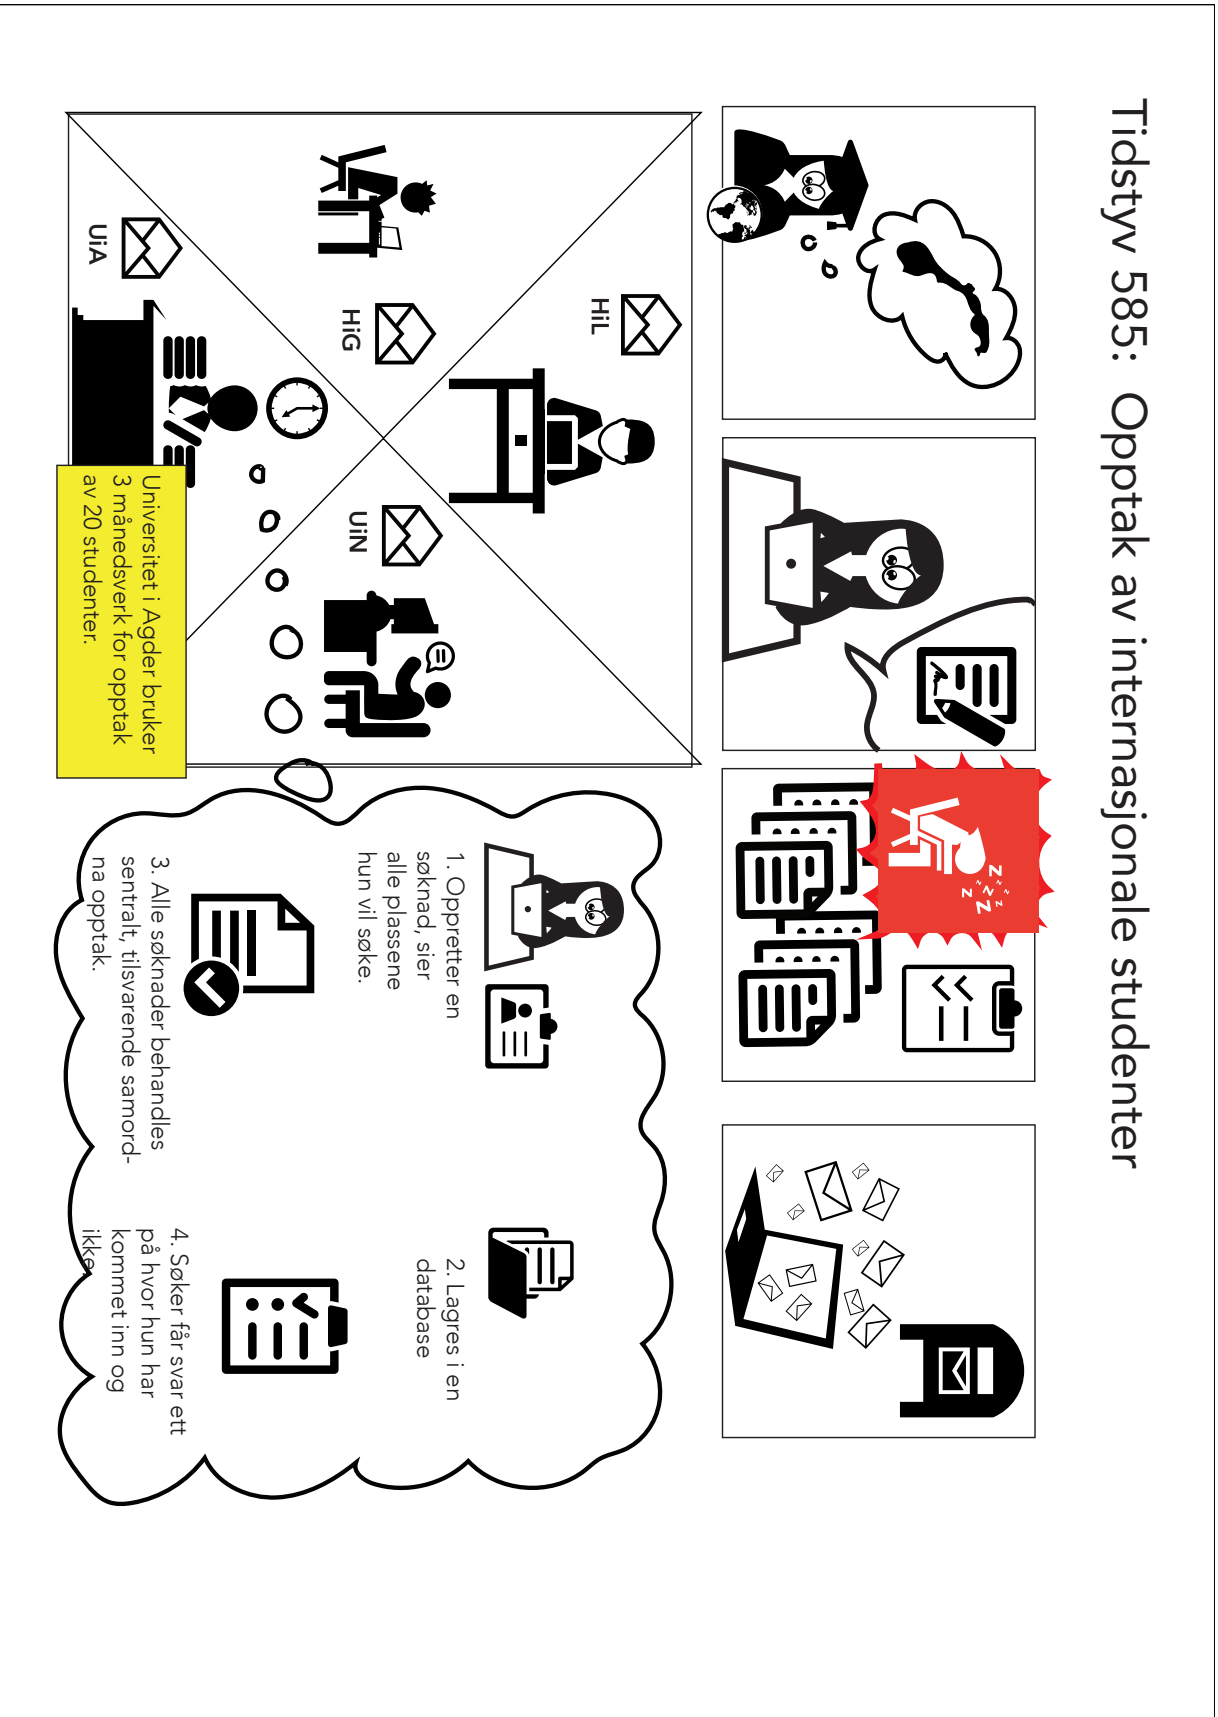 Tidstyv 585: Opptak av internasjonale studenter
z z z z z z z
HiL
HiG
UiN
UiA
Universitet i Agder bruker
3 månedsverk for opptak
av 20 studenter.
1. Oppretter en
søknad, sier
alle plassene
hun vil søke.
2. Lagres i en
database
3. Alle søknader behandles
sentralt, tilsvarende samord-
na opptak.
4. Søker får svar ett
på hvor hun har
kommet inn og
ikke.